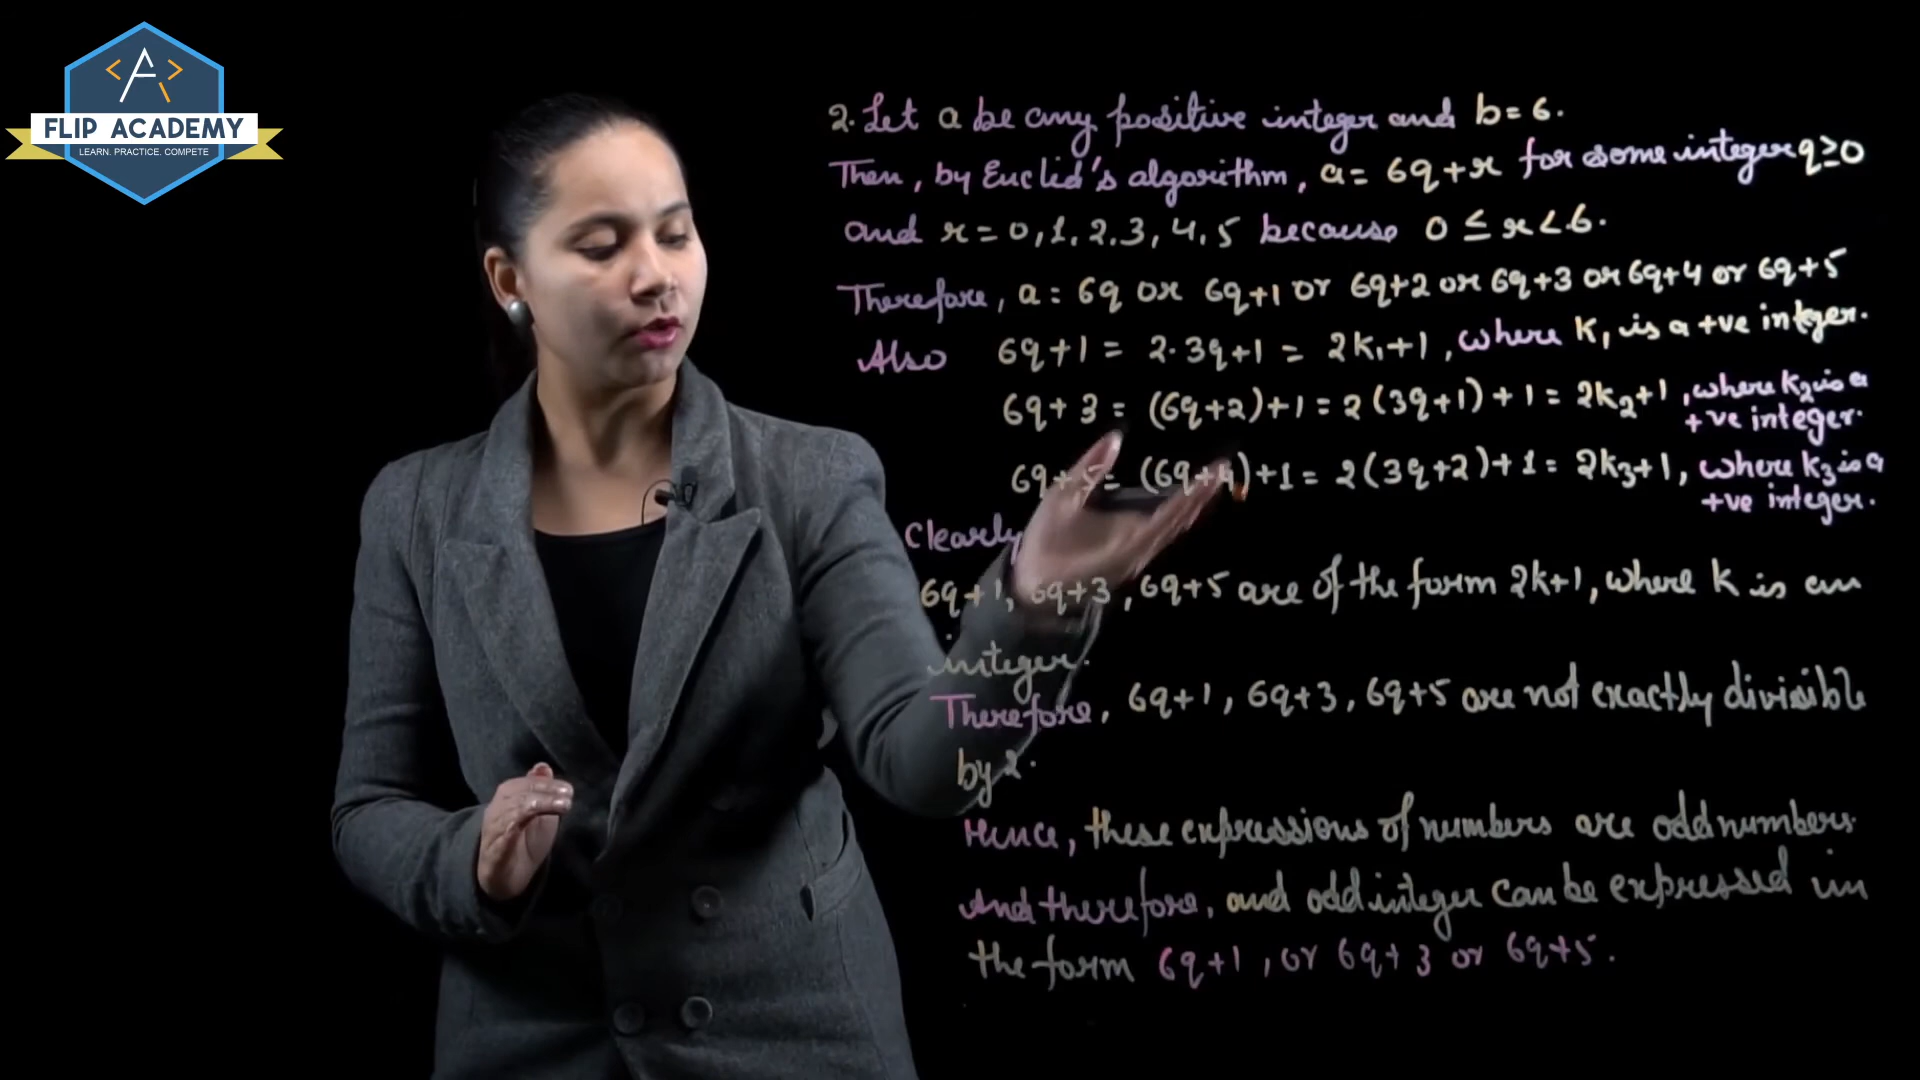 <A>
FLIP ACADEMY
LEARN. PRACTICE. COMPETE
2. Let a be any positive integer and b = 6.
Then, by Euclid's algorithm, a = 6q + r for some integer q ≥ 0
and r = 0, 1, 2, 3, 4, 5 because 0 ≤ r < 6.
Therefore, a = 6q or 6q+1 or 6q+2 or 6q+3 or 6q+4 or 6q+5
Also 6q+1 = 2·3q+1 = 2k₁+1, where k₁ is a +ve integer.
6q+3 = (6q+2)+1 = 2(3q+1)+1 = 2k₂+1, where k₂ is a
+ve integer.
6q+5 = (6q+4)+1 = 2(3q+2)+1 = 2k₃+1, where k₃ is a
+ve integer.
Clearly
6q+1, 6q+3, 6q+5 are of the form 2k+1, where k is an
integer.
Therefore, 6q+1, 6q+3, 6q+5 are not exactly divisible
by 2.
Hence, these expressions of numbers are odd numbers.
And therefore, and odd integer can be expressed in
the form 6q+1, or 6q+3 or 6q+5.